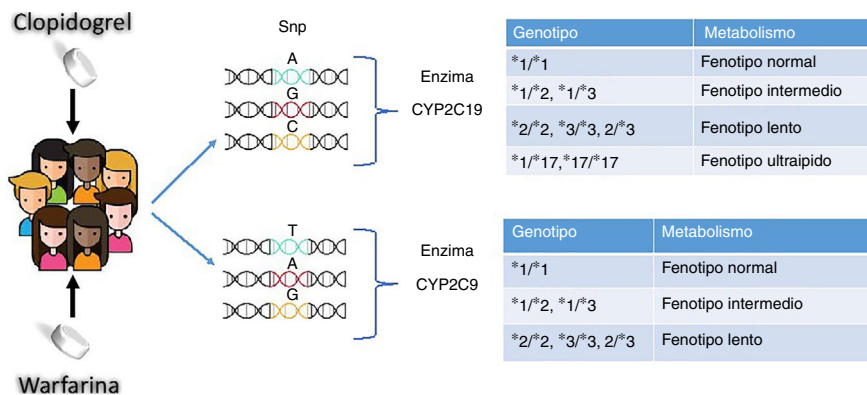 Clopidogrel
Snp
A
G
C
Enzima
CYP2C19
Genotipo Metabolismo
*1/*1 Fenotipo normal
*1/*2, *1/*3 Fenotipo intermedio
*2/*2, *3/*3, 2/*3 Fenotipo lento
*1/*17,*17/*17 Fenotipo ultraipido
T
A
G
Enzima
CYP2C9
Genotipo Metabolismo
*1/*1 Fenotipo normal
*1/*2, *1/*3 Fenotipo intermedio
*2/*2, *3/*3, 2/*3 Fenotipo lento
Warfarina